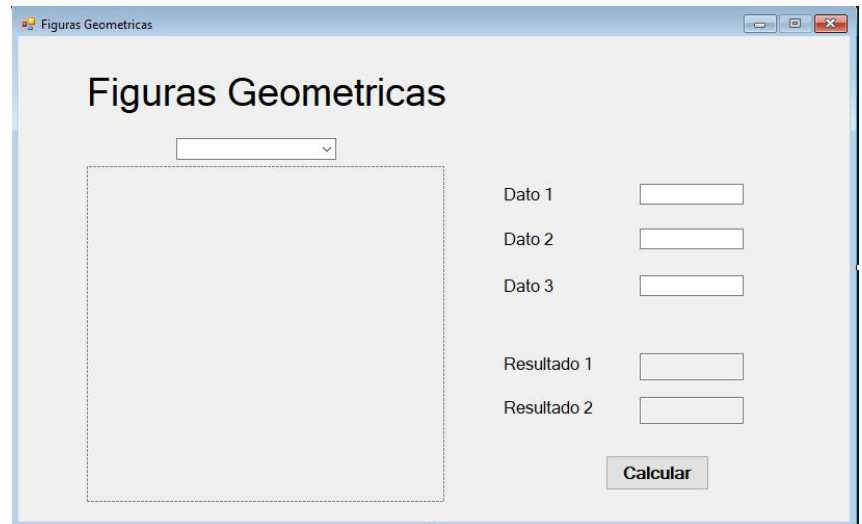 Figuras Geometricas
Figuras Geometricas
Dato 1
Dato 2
Dato 3
Resultado 1
Resultado 2
Calcular